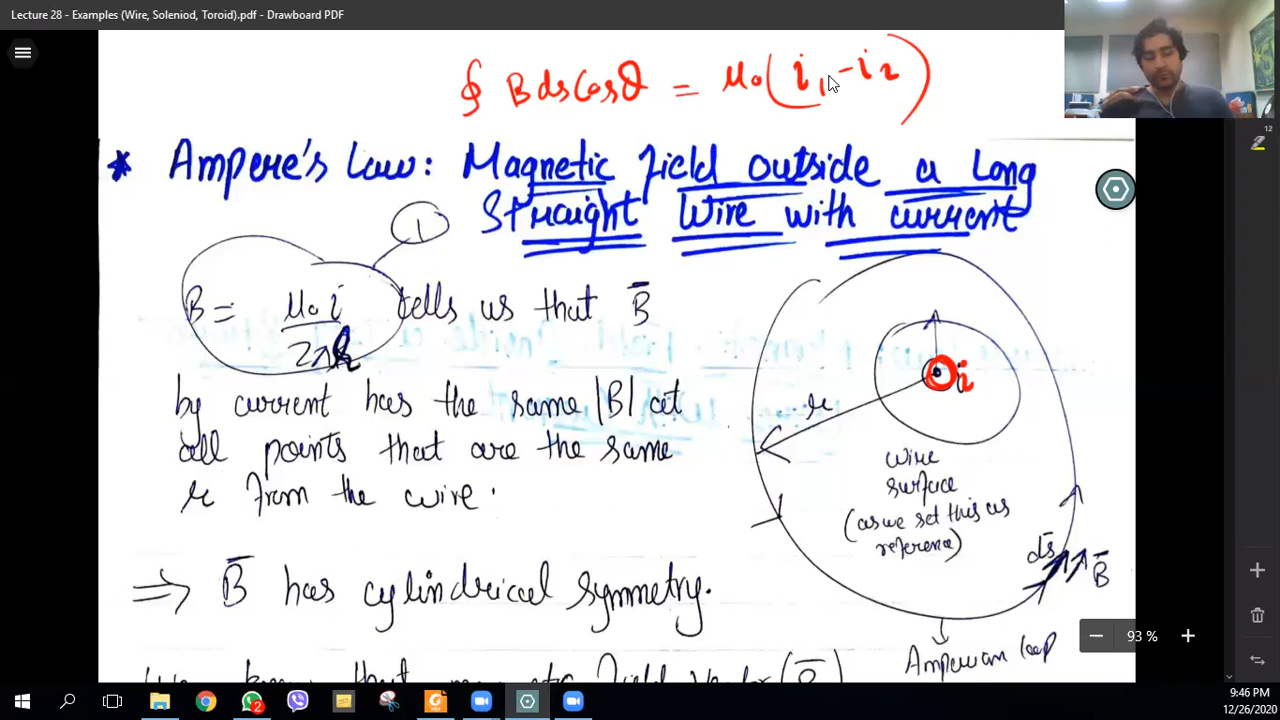 Lecture 28 - Examples (Wire, Soleniod, Toroid).pdf - Drawboard PDF
∮ B ds Cos θ = μ₀(i₁ - i₂)
* Ampere's Law: Magnetic field outside a Long
Straight Wire with current
1
B = μ₀ i / 2πr tells us that B̄
by current has the same |B| at
all points that are the same
r from the wire.
⇒ B̄ has cylindrical symmetry.
i
r
wire
surface
(as we set this as
reference)
ds̄
B̄
Amperian loop
93 %
12
2
9:46 PM
12/26/2020